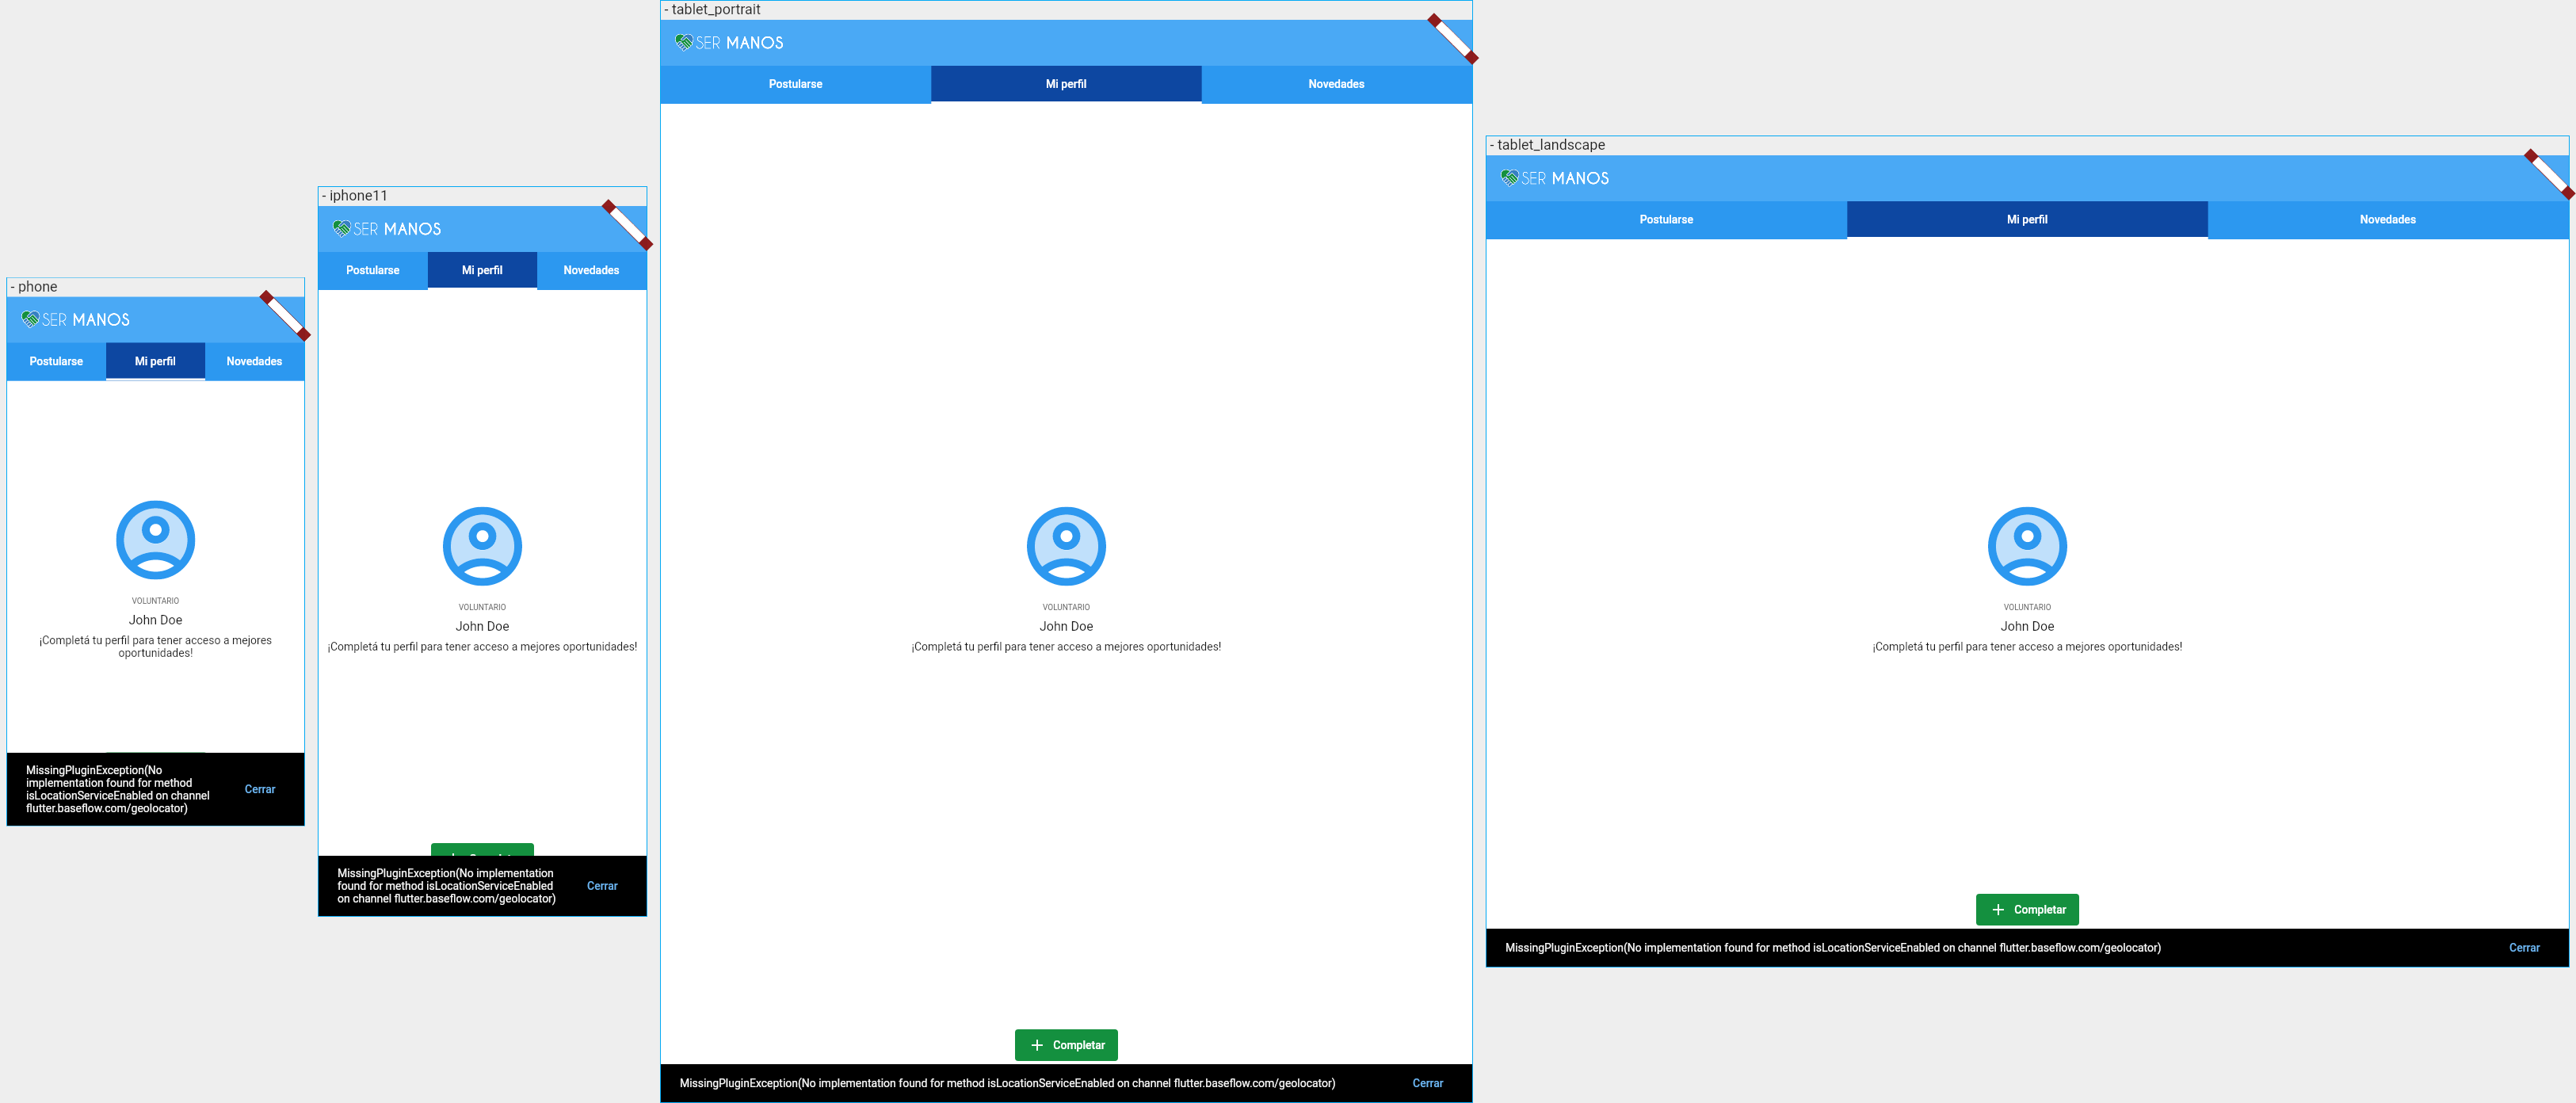 - phone
SER MANOS
Postularse
Mi perfil
Novedades
VOLUNTARIO
John Doe
¡Completá tu perfil para tener acceso a mejores
oportunidades!
MissingPluginException(No
implementation found for method
isLocationServiceEnabled on channel
flutter.baseflow.com/geolocator)
Cerrar
- iphone11
SER MANOS
Postularse
Mi perfil
Novedades
VOLUNTARIO
John Doe
¡Completá tu perfil para tener acceso a mejores oportunidades!
MissingPluginException(No implementation
found for method isLocationServiceEnabled
on channel flutter.baseflow.com/geolocator)
Cerrar
- tablet_portrait
SER MANOS
Postularse
Mi perfil
Novedades
VOLUNTARIO
John Doe
¡Completá tu perfil para tener acceso a mejores oportunidades!
Completar
MissingPluginException(No implementation found for method isLocationServiceEnabled on channel flutter.baseflow.com/geolocator)
Cerrar
- tablet_landscape
SER MANOS
Postularse
Mi perfil
Novedades
VOLUNTARIO
John Doe
¡Completá tu perfil para tener acceso a mejores oportunidades!
Completar
MissingPluginException(No implementation found for method isLocationServiceEnabled on channel flutter.baseflow.com/geolocator)
Cerrar